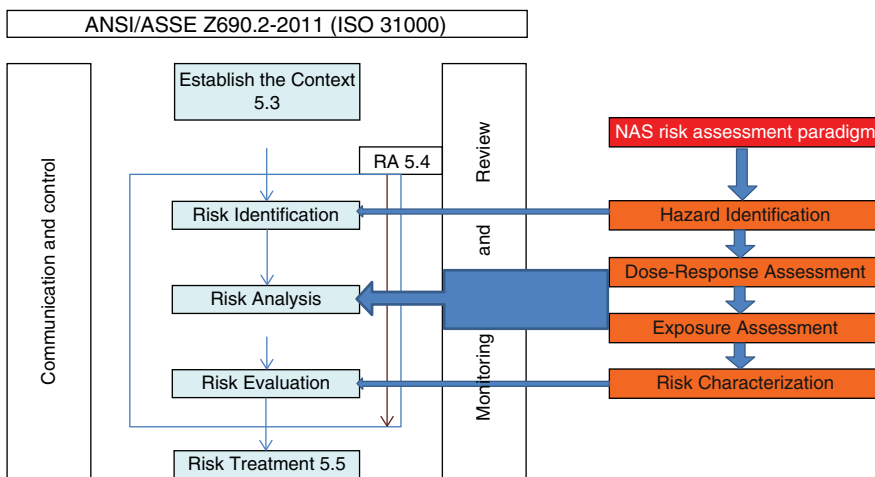 ANSI/ASSE Z690.2-2011 (ISO 31000)
Communication and control
Establish the Context
5.3
RA 5.4
Risk Identification
Risk Analysis
Risk Evaluation
Risk Treatment 5.5
Monitoring and Review
NAS risk assessment paradigm
Hazard Identification
Dose-Response Assessment
Exposure Assessment
Risk Characterization